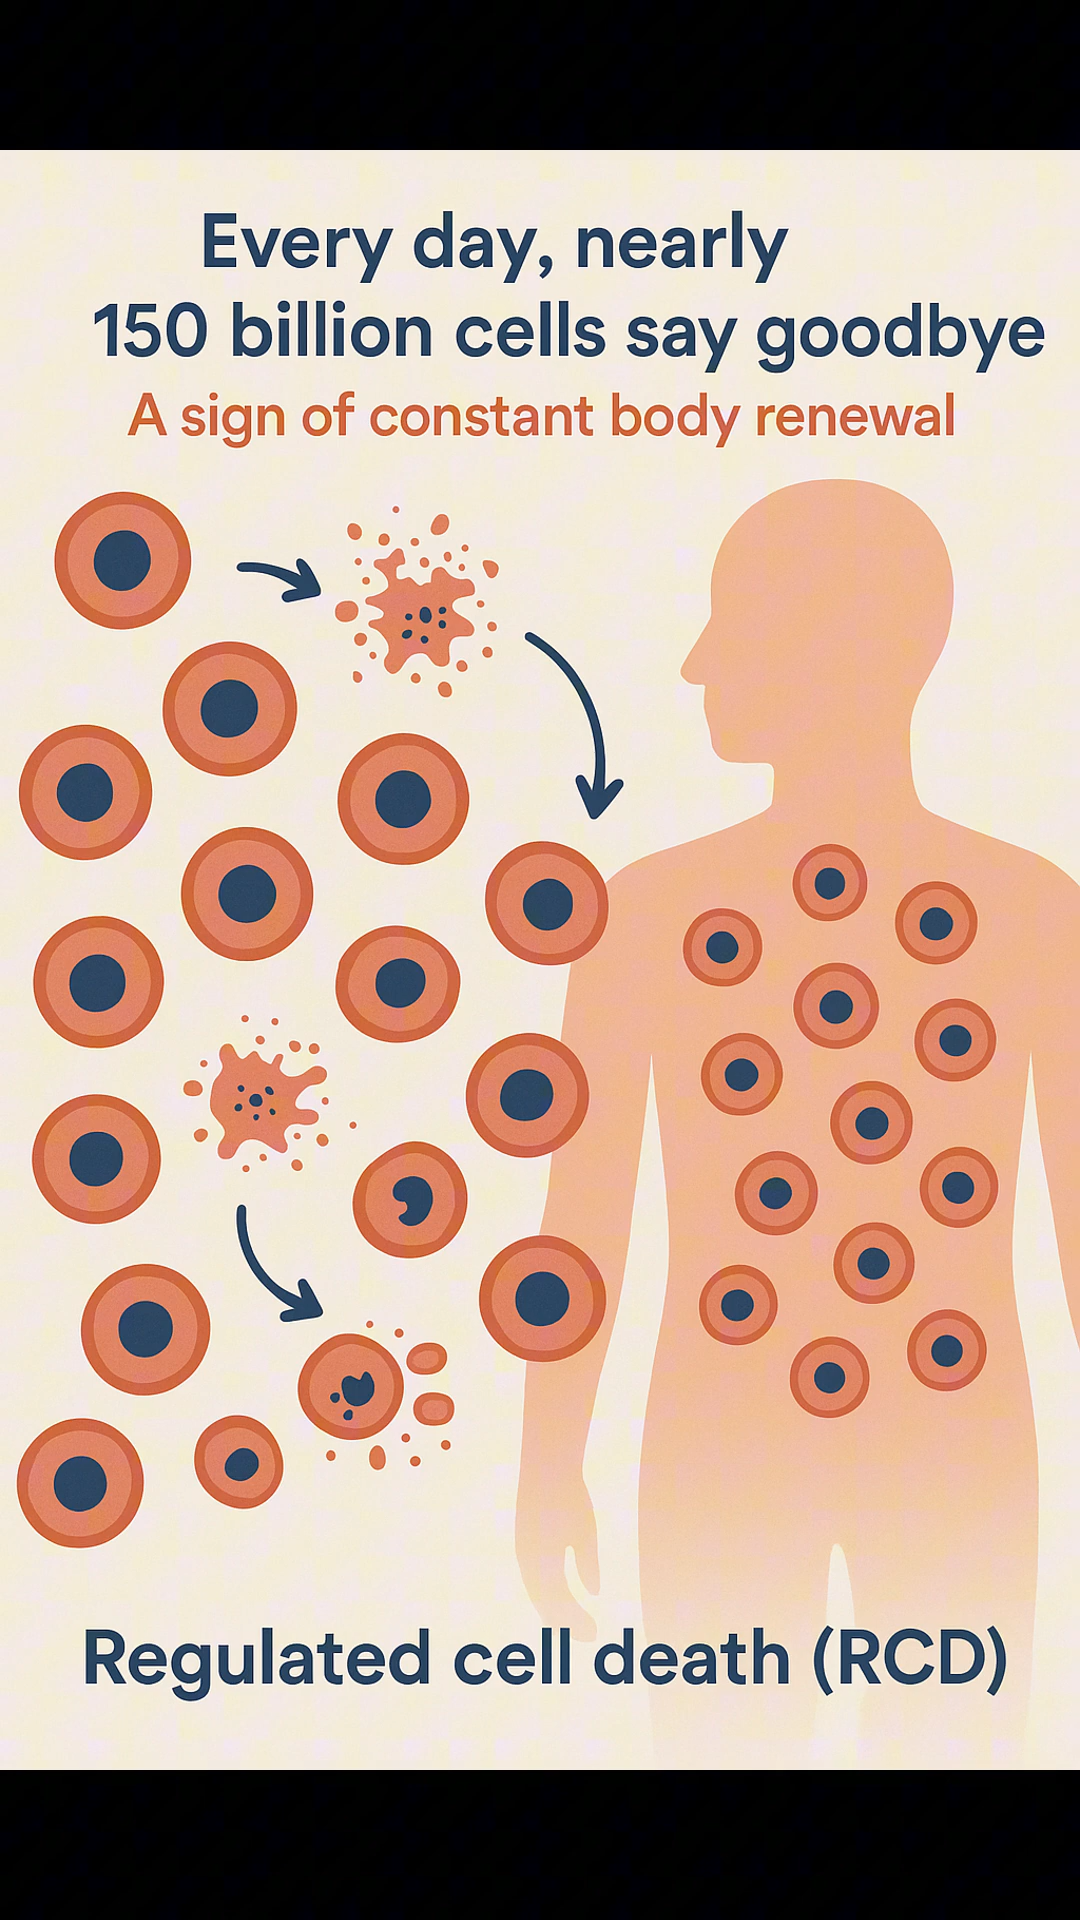 Every day, nearly
150 billion cells say goodbye
A sign of constant body renewal
Regulated cell death (RCD)